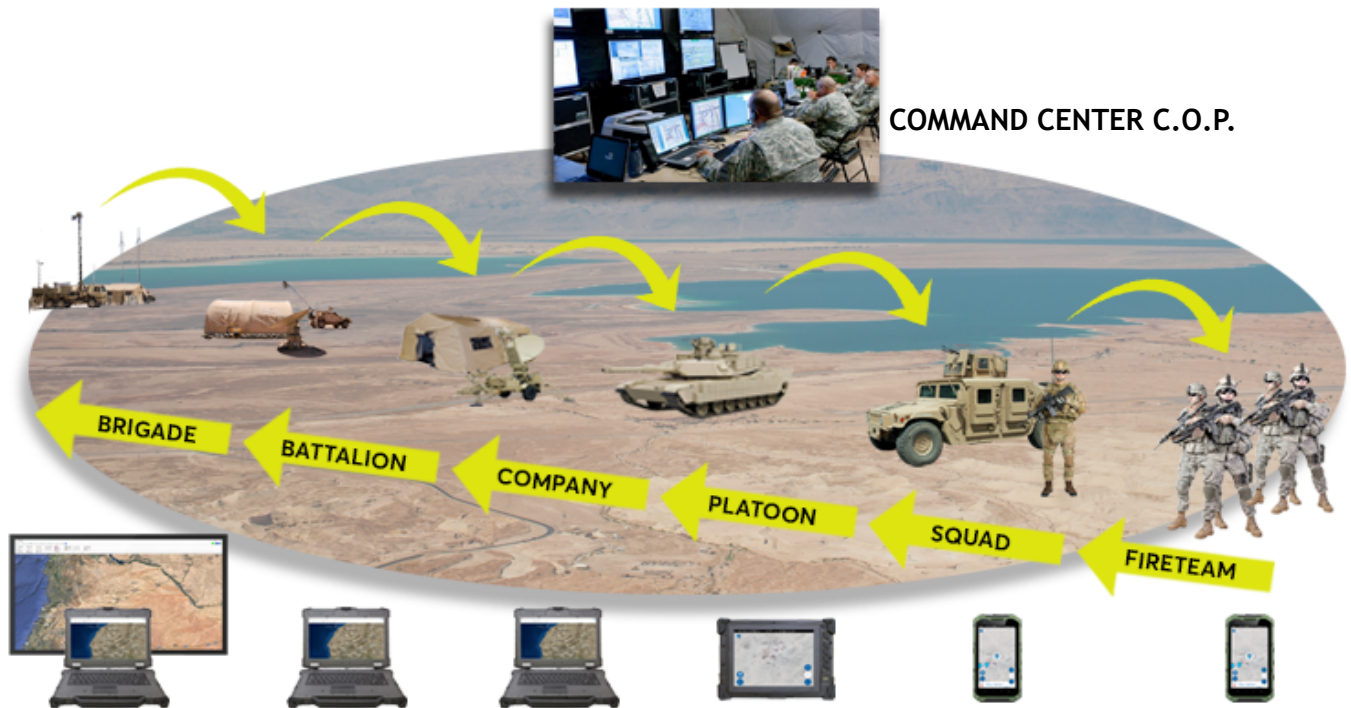 COMMAND CENTER C.O.P.
BRIGADE
BATTALION
COMPANY
PLATOON
SQUAD
FIRETEAM